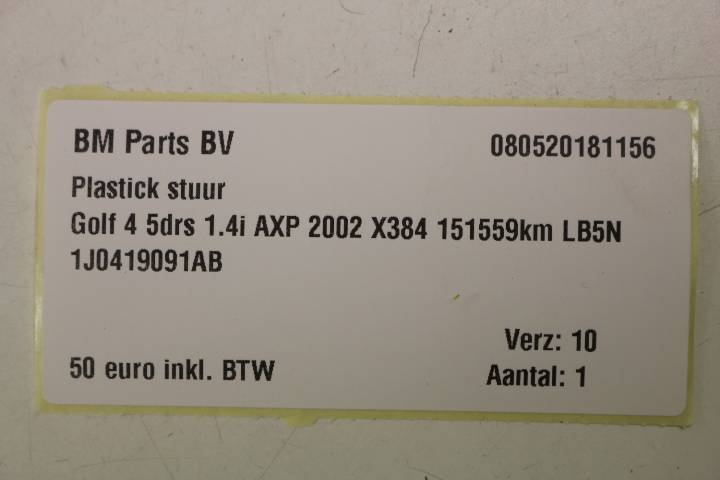 BM Parts BV 080520181156
Plastick stuur
Golf 4 5drs 1.4i AXP 2002 X384 151559km LB5N
1J0419091AB
Verz: 10
50 euro inkl. BTW Aantal: 1